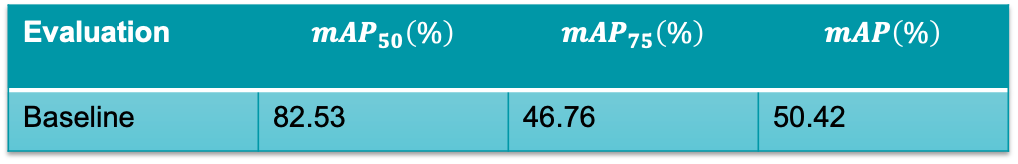 Evaluation mAP50(%) mAP75(%) mAP(%)
Baseline 82.53 46.76 50.42